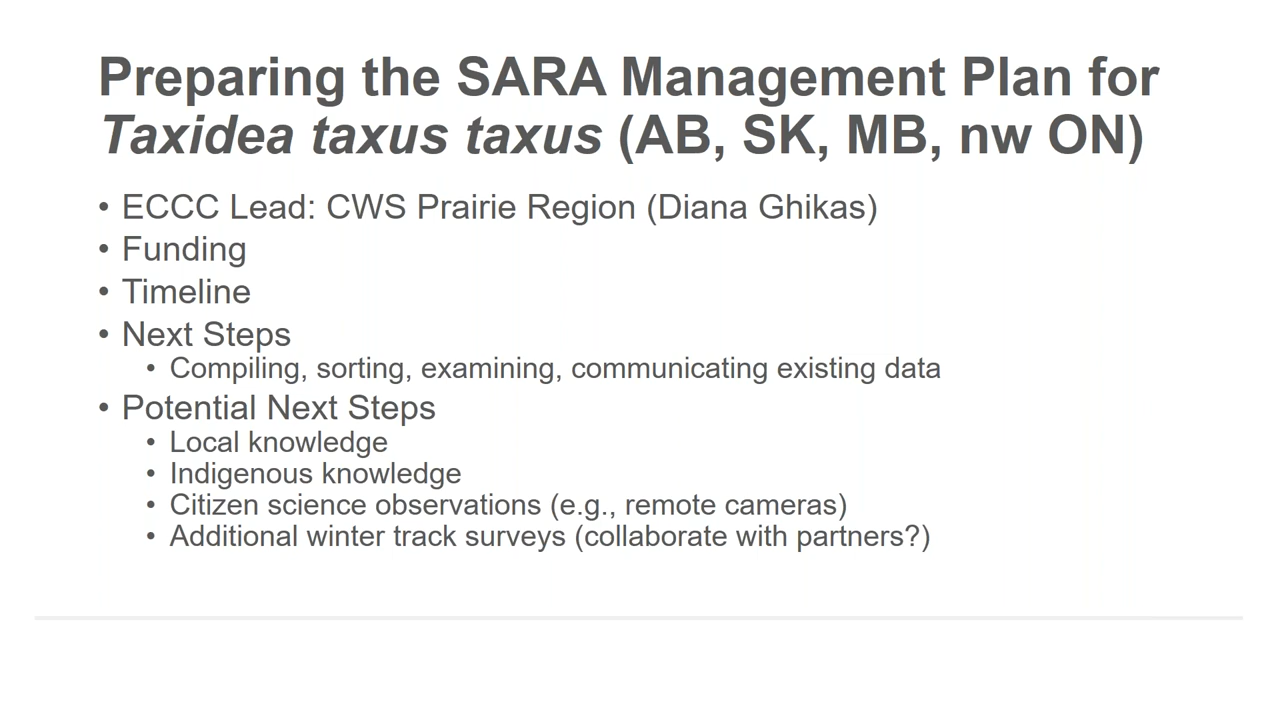 Preparing the SARA Management Plan for
Taxidea taxus taxus (AB, SK, MB, nw ON)
• ECCC Lead: CWS Prairie Region (Diana Ghikas)
• Funding
• Timeline
• Next Steps
• Compiling, sorting, examining, communicating existing data
• Potential Next Steps
• Local knowledge
• Indigenous knowledge
• Citizen science observations (e.g., remote cameras)
• Additional winter track surveys (collaborate with partners?)